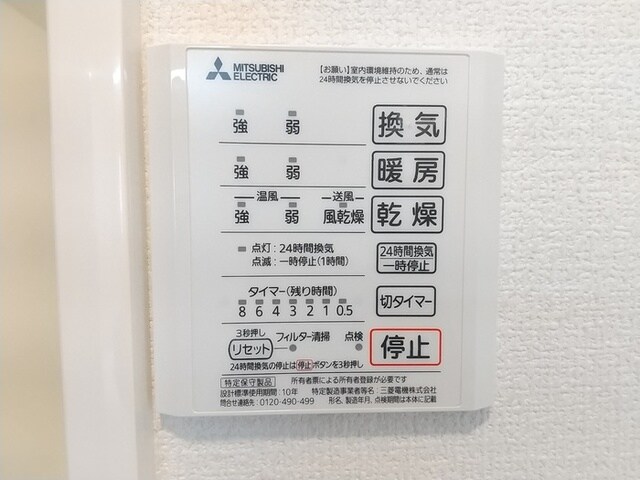 MITSUBISHI
ELECTRIC
【お願い】室内環境維持のため、通常は
24時間換気を停止させないでください
強 弱 換気
強 弱 暖房
温風 送風
強 弱 風乾燥 乾燥
点灯:24時間換気
点滅:一時停止(1時間)
24時間換気
一時停止
タイマー(残り時間)
8 6 4 3 2 1 0.5
切タイマー
3秒押し
リセット フィルター清掃 点検
停止
24時間換気の停止は停止ボタンを3秒押し
特定保守製品 所有者票による所有者登録が必要です
設計標準使用期間:10年 特定製造事業者等名:三菱電機株式会社
問合せ連絡先:0120-490-499 形名、製造年月、点検期間は本体に記載